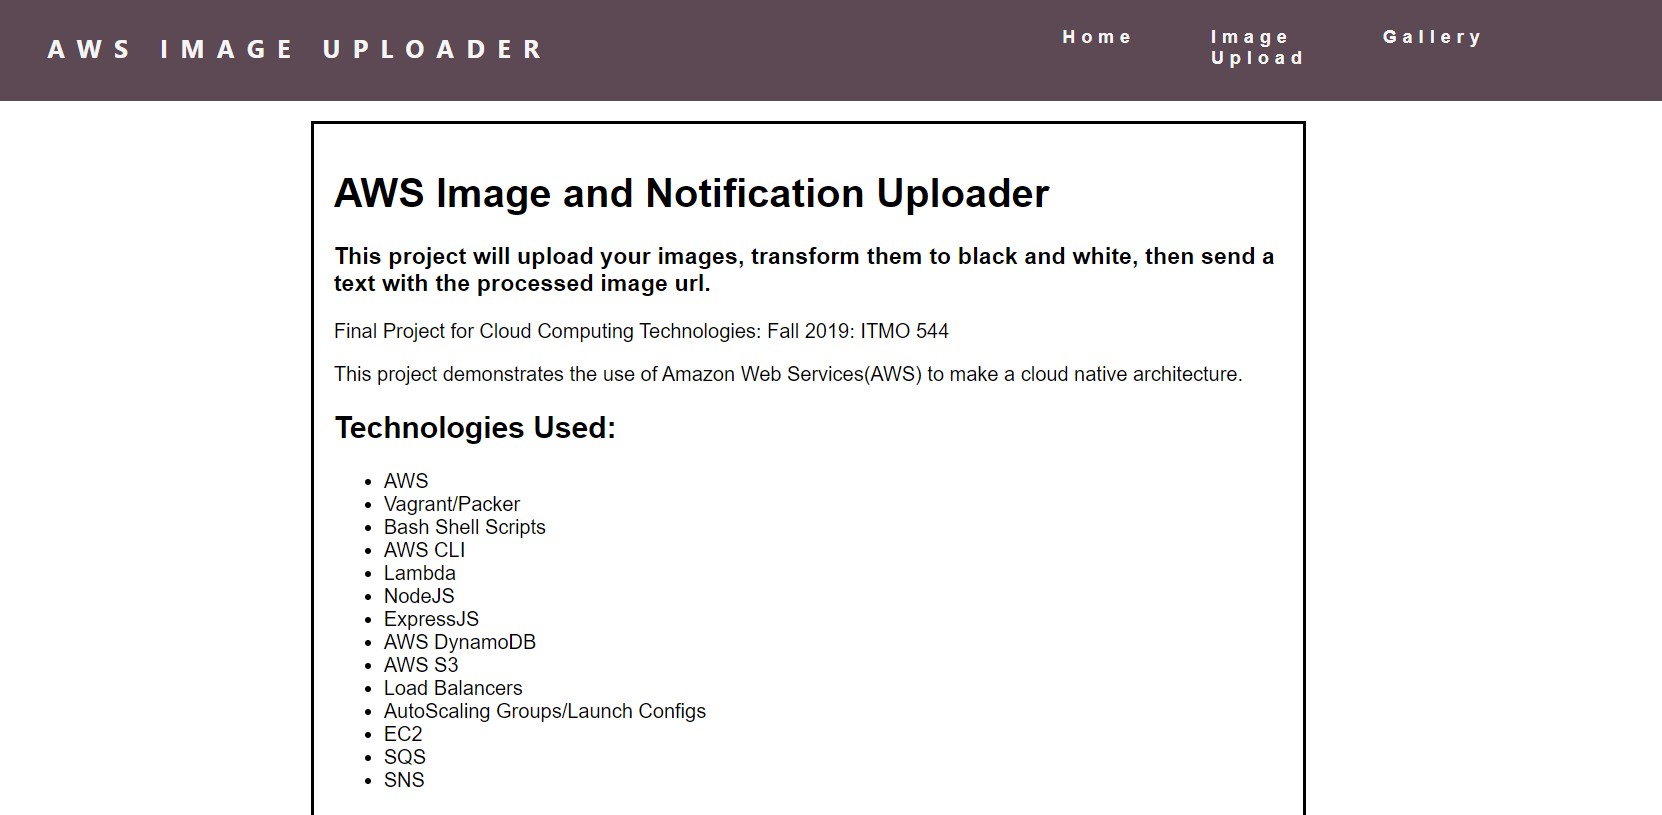 AWS IMAGE UPLOADER
Home
Image
Upload
Gallery
AWS Image and Notification Uploader
This project will upload your images, transform them to black and white, then send a
text with the processed image url.
Final Project for Cloud Computing Technologies: Fall 2019: ITMO 544
This project demonstrates the use of Amazon Web Services(AWS) to make a cloud native architecture.
Technologies Used:
• AWS
• Vagrant/Packer
• Bash Shell Scripts
• AWS CLI
• Lambda
• NodeJS
• ExpressJS
• AWS DynamoDB
• AWS S3
• Load Balancers
• AutoScaling Groups/Launch Configs
• EC2
• SQS
• SNS